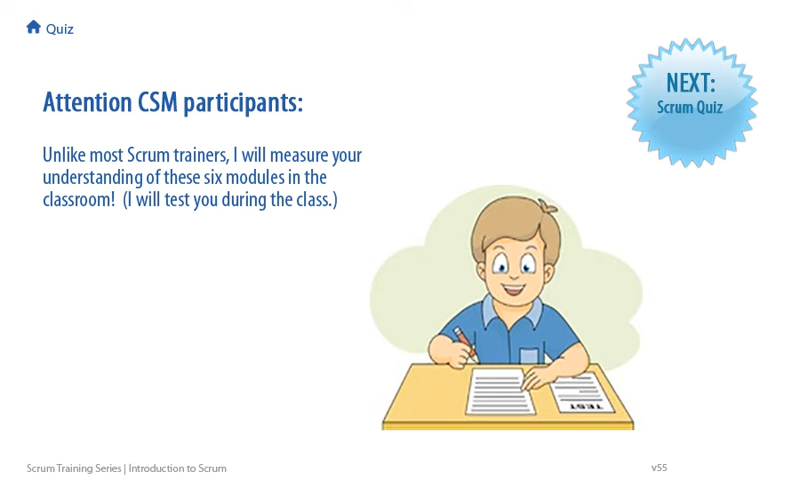 Quiz
Attention CSM participants:
NEXT:
Scrum Quiz
Unlike most Scrum trainers, I will measure your
understanding of these six modules in the
classroom! (I will test you during the class.)
TEST
Scrum Training Series | Introduction to Scrum
v55